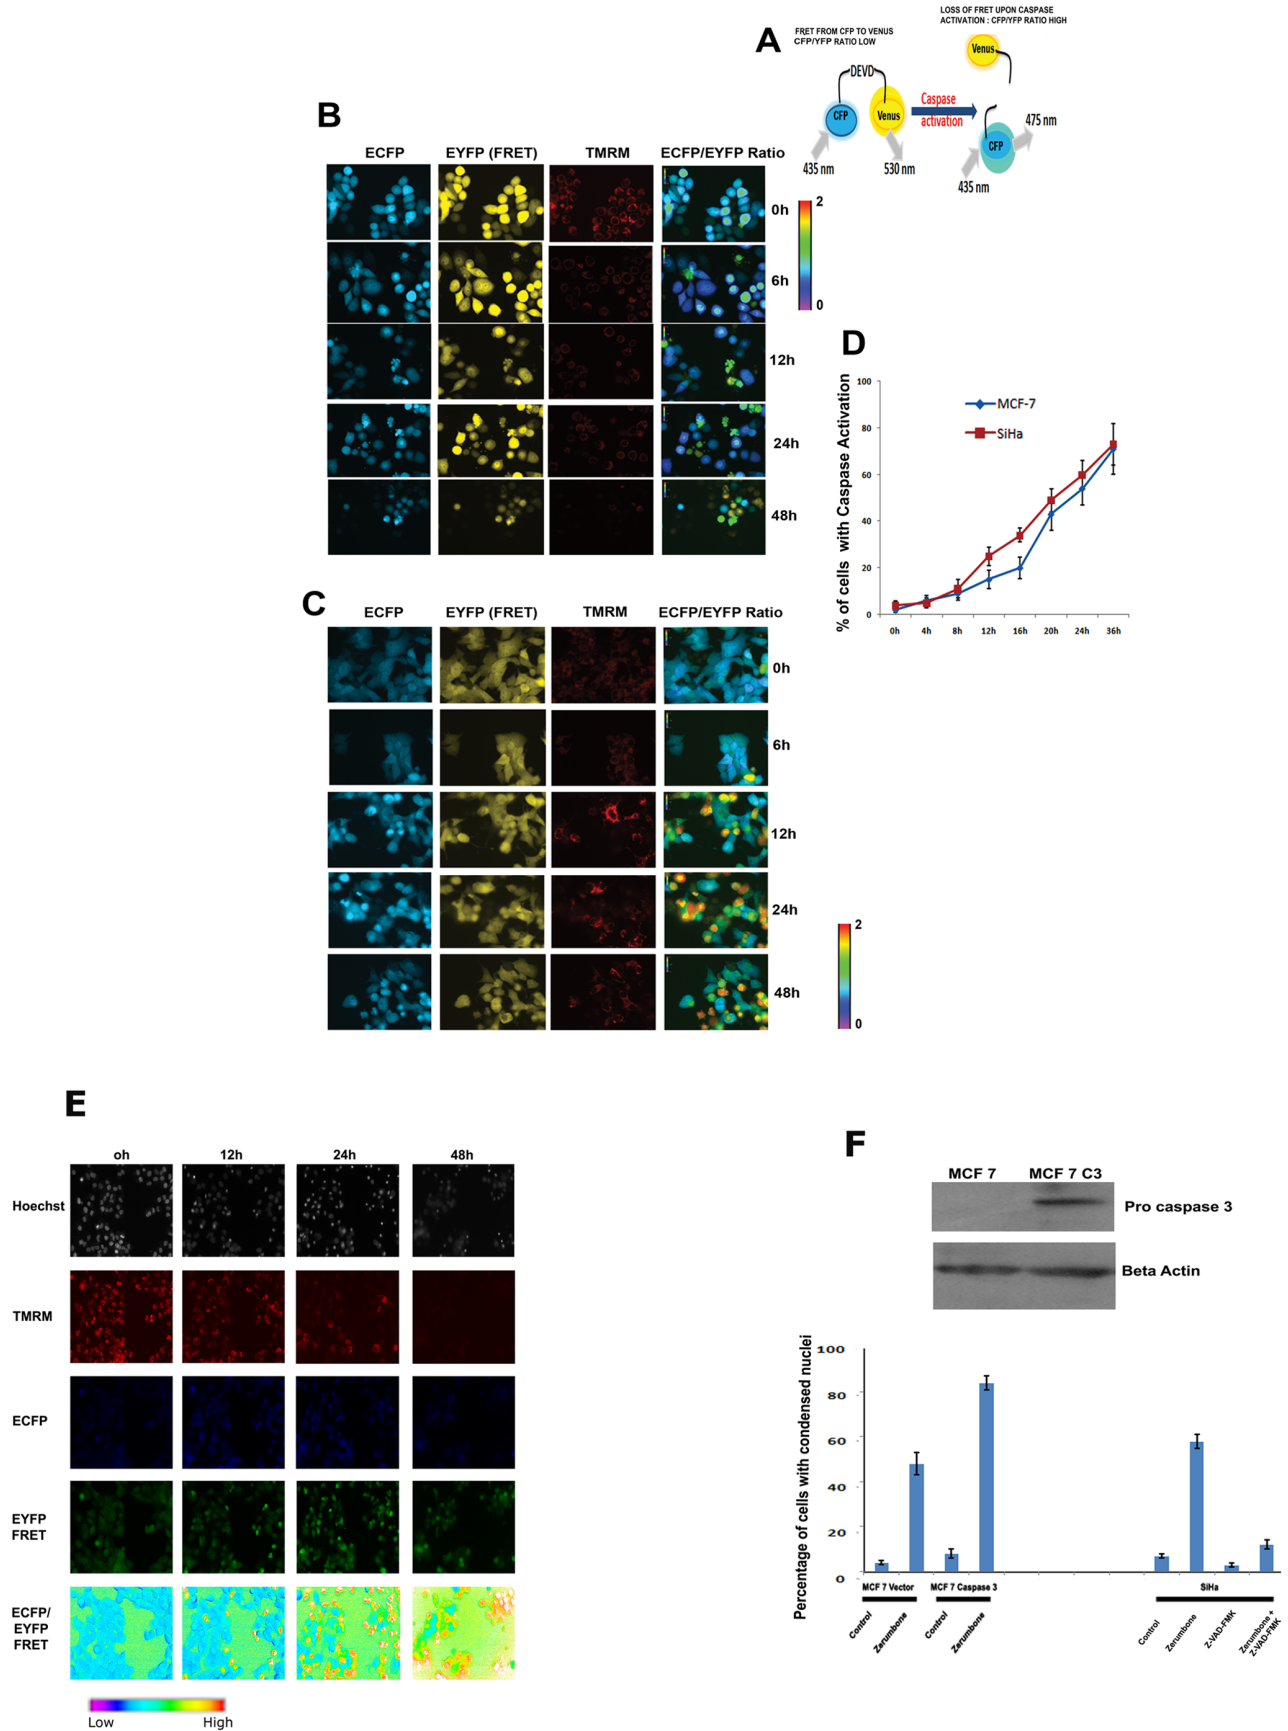 A
FRET FROM CFP TO VENUS
CFP/YFP RATIO LOW
LOSS OF FRET UPON CASPASE
ACTIVATION : CFP/YFP RATIO HIGH
Venus
DEVD
CFP
Venus
Caspase
activation
CFP
475 nm
435 nm
530 nm
435 nm
B
ECFP
EYFP (FRET)
TMRM
ECFP/EYFP Ratio
0h
6h
12h
24h
48h
2
0
C
ECFP
EYFP (FRET)
TMRM
ECFP/EYFP Ratio
0h
6h
12h
24h
48h
2
0
D
% of cells with Caspase Activation
100
80
60
40
20
0
MCF-7
SiHa
0h
4h
8h
12h
16h
20h
24h
36h
E
oh
12h
24h
48h
Hoechst
TMRM
ECFP
EYFP
FRET
ECFP/
EYFP
FRET
Low
High
F
MCF 7
MCF 7 C3
Pro caspase 3
Beta Actin
Percentage of cells with condensed nuclei
100
80
60
40
20
0
MCF 7 Vector
MCF 7 Caspase 3
SiHa
Control
Zerumbone
Control
Zerumbone
Control
Zerumbone
Z-VAD-FMK
Zerumbone +
Z-VAD-FMK